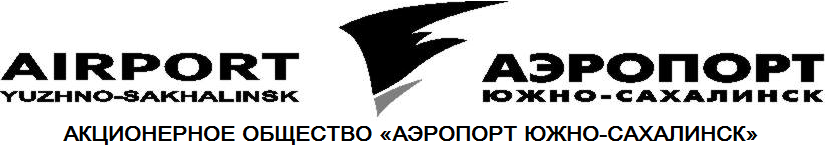 AIRPORT
YUZHNO-SAKHALINSK
АЭРОПОРТ
ЮЖНО-САХАЛИНСК
АКЦИОНЕРНОЕ ОБЩЕСТВО «АЭРОПОРТ ЮЖНО-САХАЛИНСК»